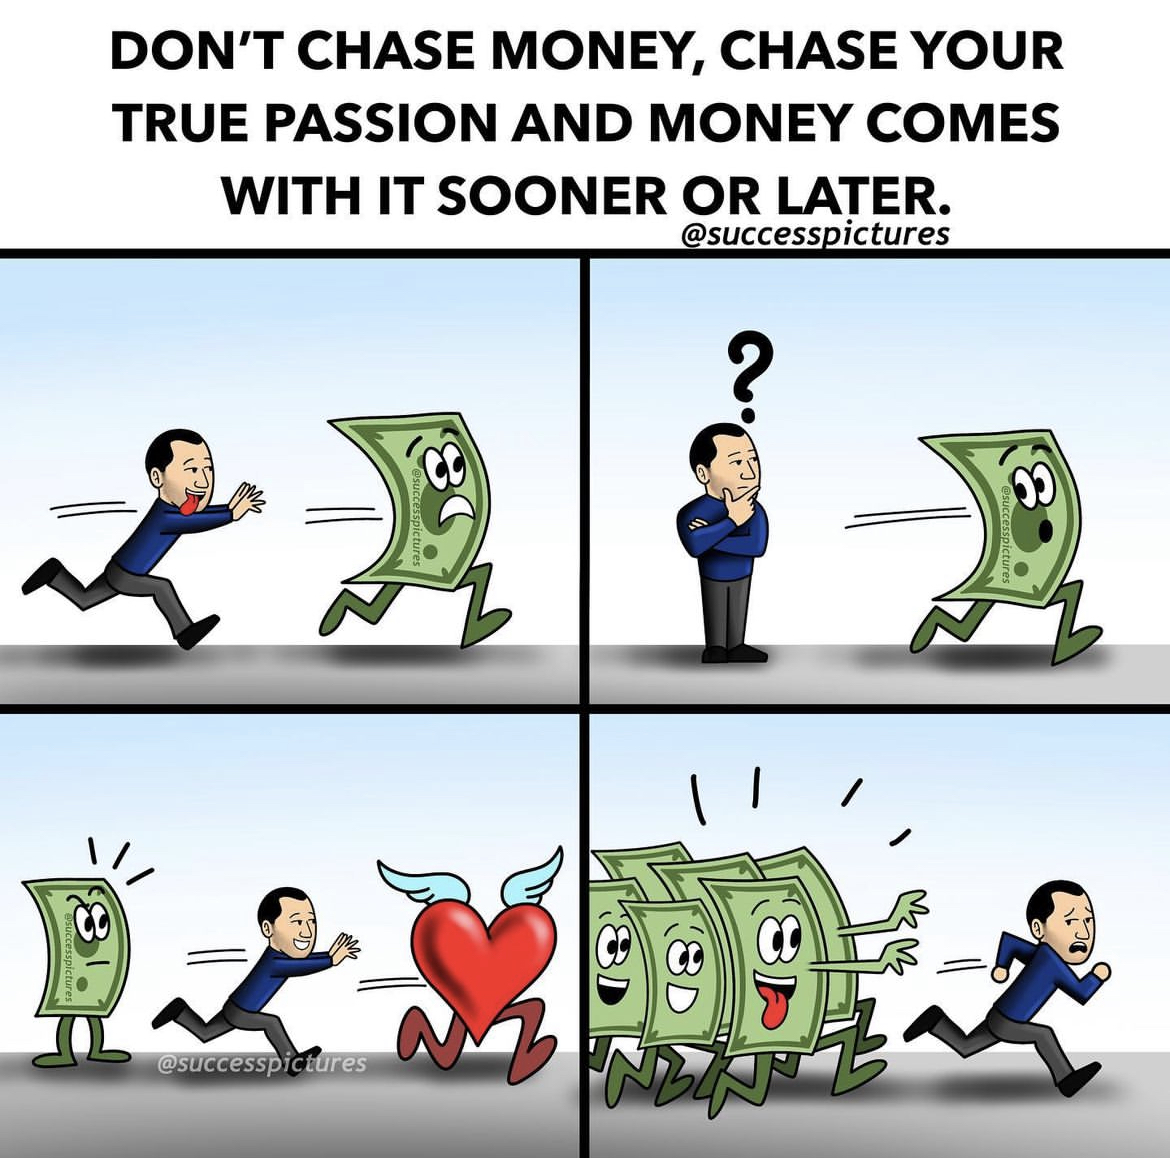 DON'T CHASE MONEY, CHASE YOUR
TRUE PASSION AND MONEY COMES
WITH IT SOONER OR LATER.
@successpictures
?
@successpictures
@successpictures
@successpictures
@successpictures